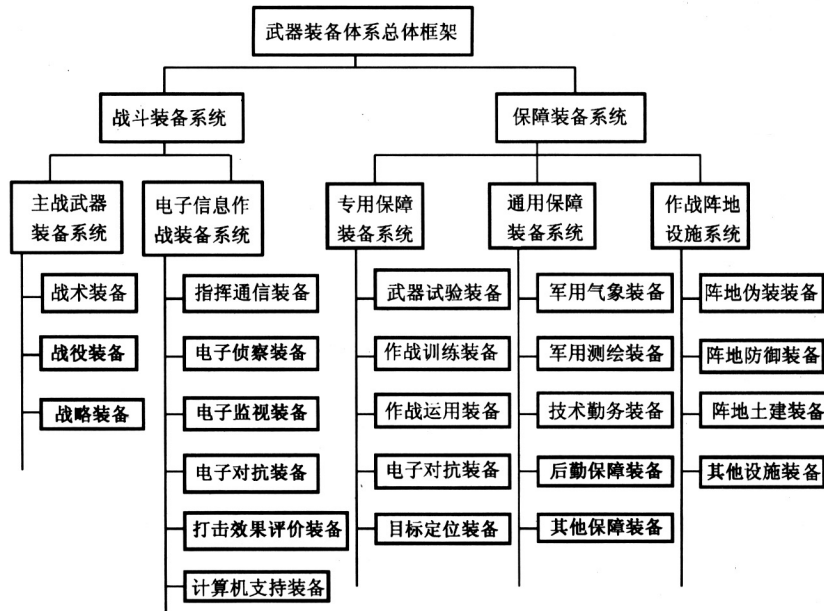 武器装备体系总体框架
战斗装备系统
保障装备系统
主战武器
装备系统
电子信息作
战装备系统
专用保障
装备系统
通用保障
装备系统
作战阵地
设施系统
战术装备
战役装备
战略装备
指挥通信装备
电子侦察装备
电子监视装备
电子对抗装备
打击效果评价装备
计算机支持装备
武器试验装备
作战训练装备
作战运用装备
电子对抗装备
目标定位装备
军用气象装备
军用测绘装备
技术勤务装备
后勤保障装备
其他保障装备
阵地伪装装备
阵地防御装备
阵地土建装备
其他设施装备